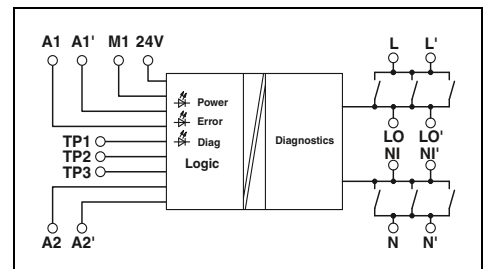 A1 A1' M1 24V L L'
Power
Error
TP1 Diag Diagnostics LO LO'
TP2 Logic NI NI'
TP3
A2 A2' N N'